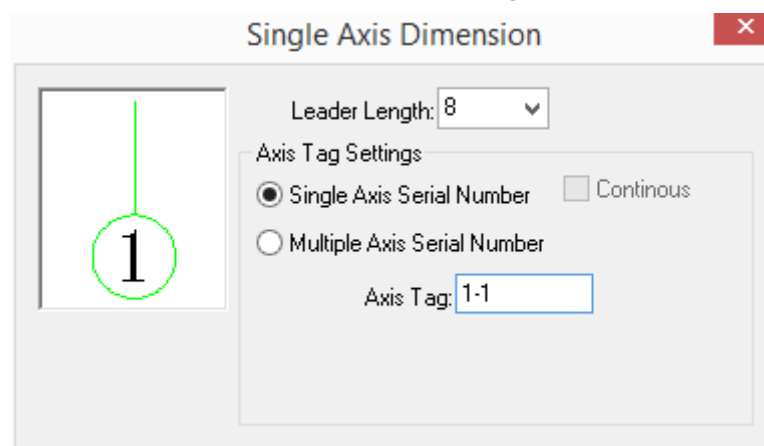 Single Axis Dimension
1
Leader Length: 8
Axis Tag Settings
Single Axis Serial Number Continous
Multiple Axis Serial Number
Axis Tag: 1-1